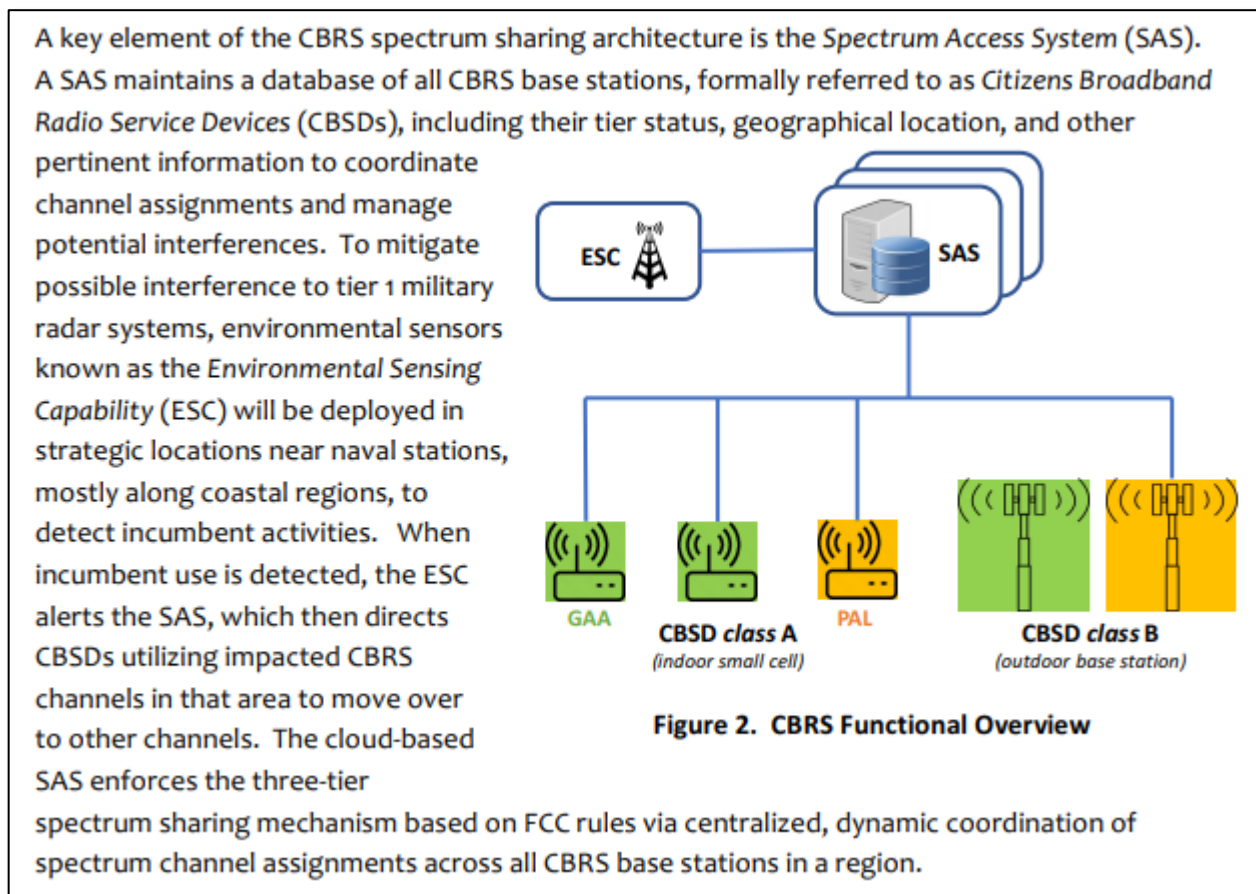 A key element of the CBRS spectrum sharing architecture is the Spectrum Access System (SAS).
A SAS maintains a database of all CBRS base stations, formally referred to as Citizens Broadband
Radio Service Devices (CBSDs), including their tier status, geographical location, and other
pertinent information to coordinate
channel assignments and manage
potential interferences.  To mitigate
possible interference to tier 1 military
radar systems, environmental sensors
known as the Environmental Sensing
Capability (ESC) will be deployed in
strategic locations near naval stations,
mostly along coastal regions, to
detect incumbent activities.   When
incumbent use is detected, the ESC
alerts the SAS, which then directs
CBSDs utilizing impacted CBRS
channels in that area to move over
to other channels.  The cloud-based
SAS enforces the three-tier
spectrum sharing mechanism based on FCC rules via centralized, dynamic coordination of
spectrum channel assignments across all CBRS base stations in a region.
ESC
SAS
GAA
PAL
CBSD class A
(indoor small cell)
CBSD class B
(outdoor base station)
Figure 2.  CBRS Functional Overview